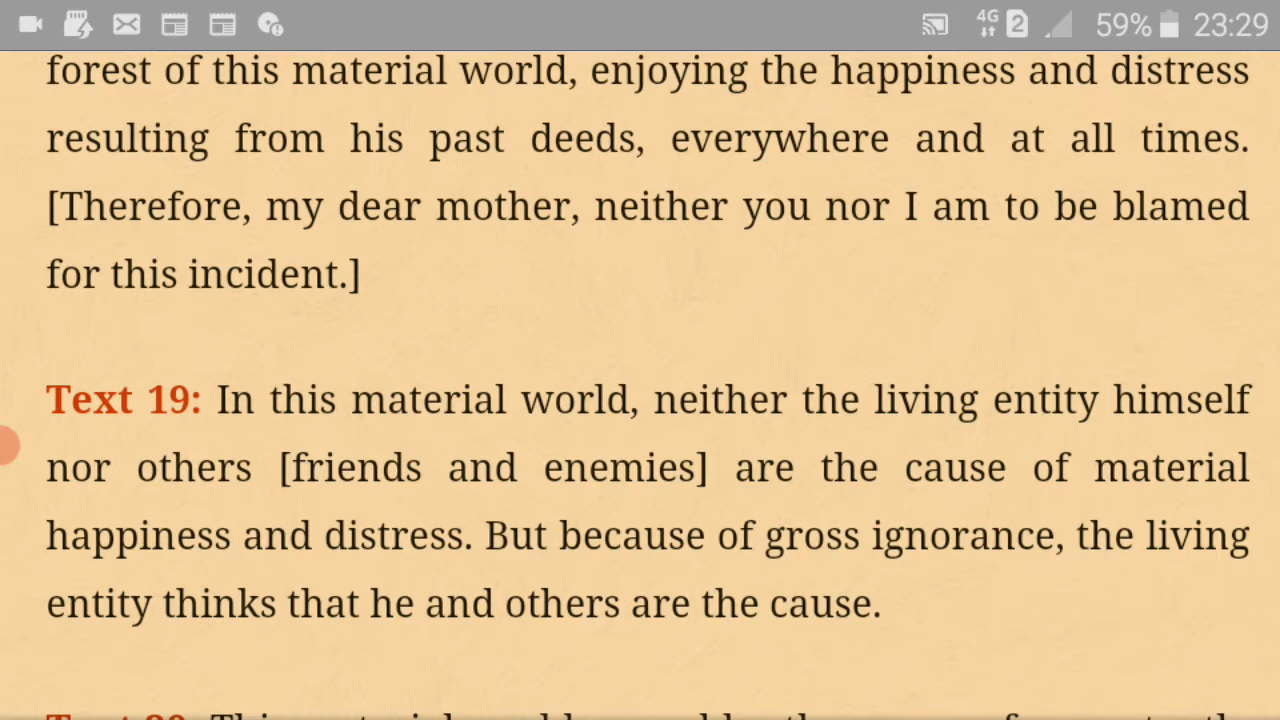 4G 2 59% 23:29
forest of this material world, enjoying the happiness and distress
resulting from his past deeds, everywhere and at all times.
[Therefore, my dear mother, neither you nor I am to be blamed
for this incident.]
Text 19: In this material world, neither the living entity himself
nor others [friends and enemies] are the cause of material
happiness and distress. But because of gross ignorance, the living
entity thinks that he and others are the cause.